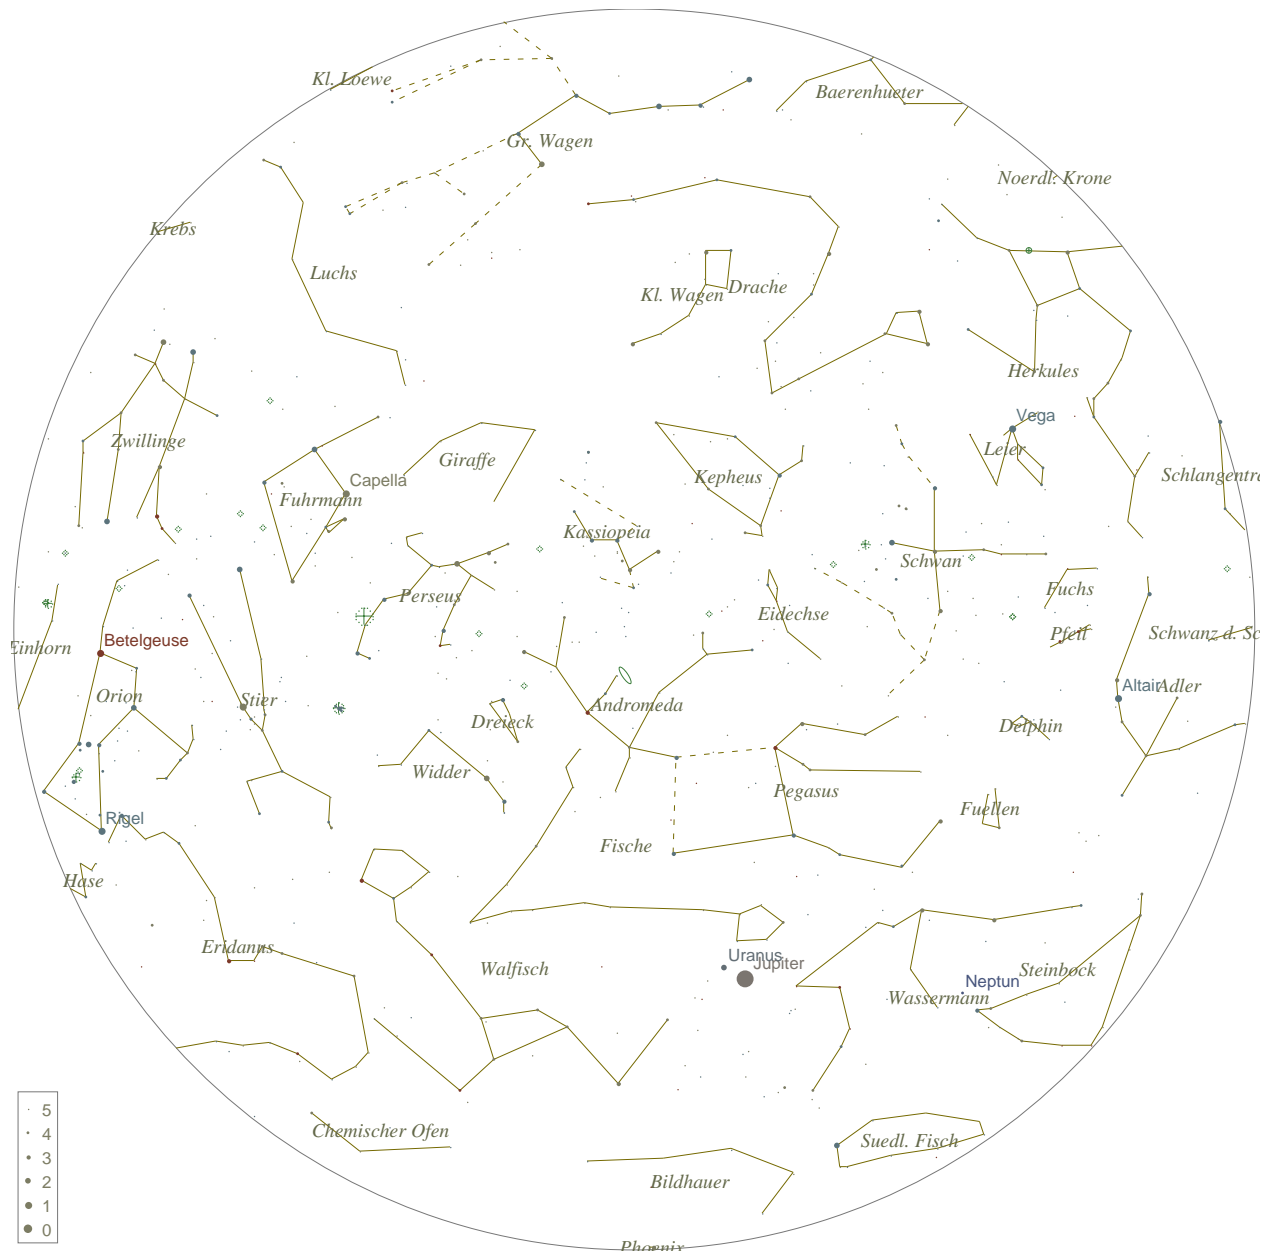 Kl. Loewe
Baerenhueter
Gr. Wagen
Noerdl. Krone
Krebs
Luchs
Kl. Wagen
Drache
Herkules
Vega
Zwillinge
Leier
Giraffe
Kepheus
Schlangentra
Capella
Fuhrmann
Kassiopeia
Schwan
Fuchs
Perseus
Eidechse
Pfeil
Schwanz d. Sc
Betelgeuse
Einhorn
Orion
Stier
Andromeda
Altair
Adler
Dreieck
Delphin
Widder
Pegasus
Fuellen
Rigel
Fische
Hase
Eridanus
Uranus
Jupiter
Walfisch
Steinbock
Neptun
Wassermann
5
4
3
2
1
0
Chemischer Ofen
Suedl. Fisch
Bildhauer
Phoenix